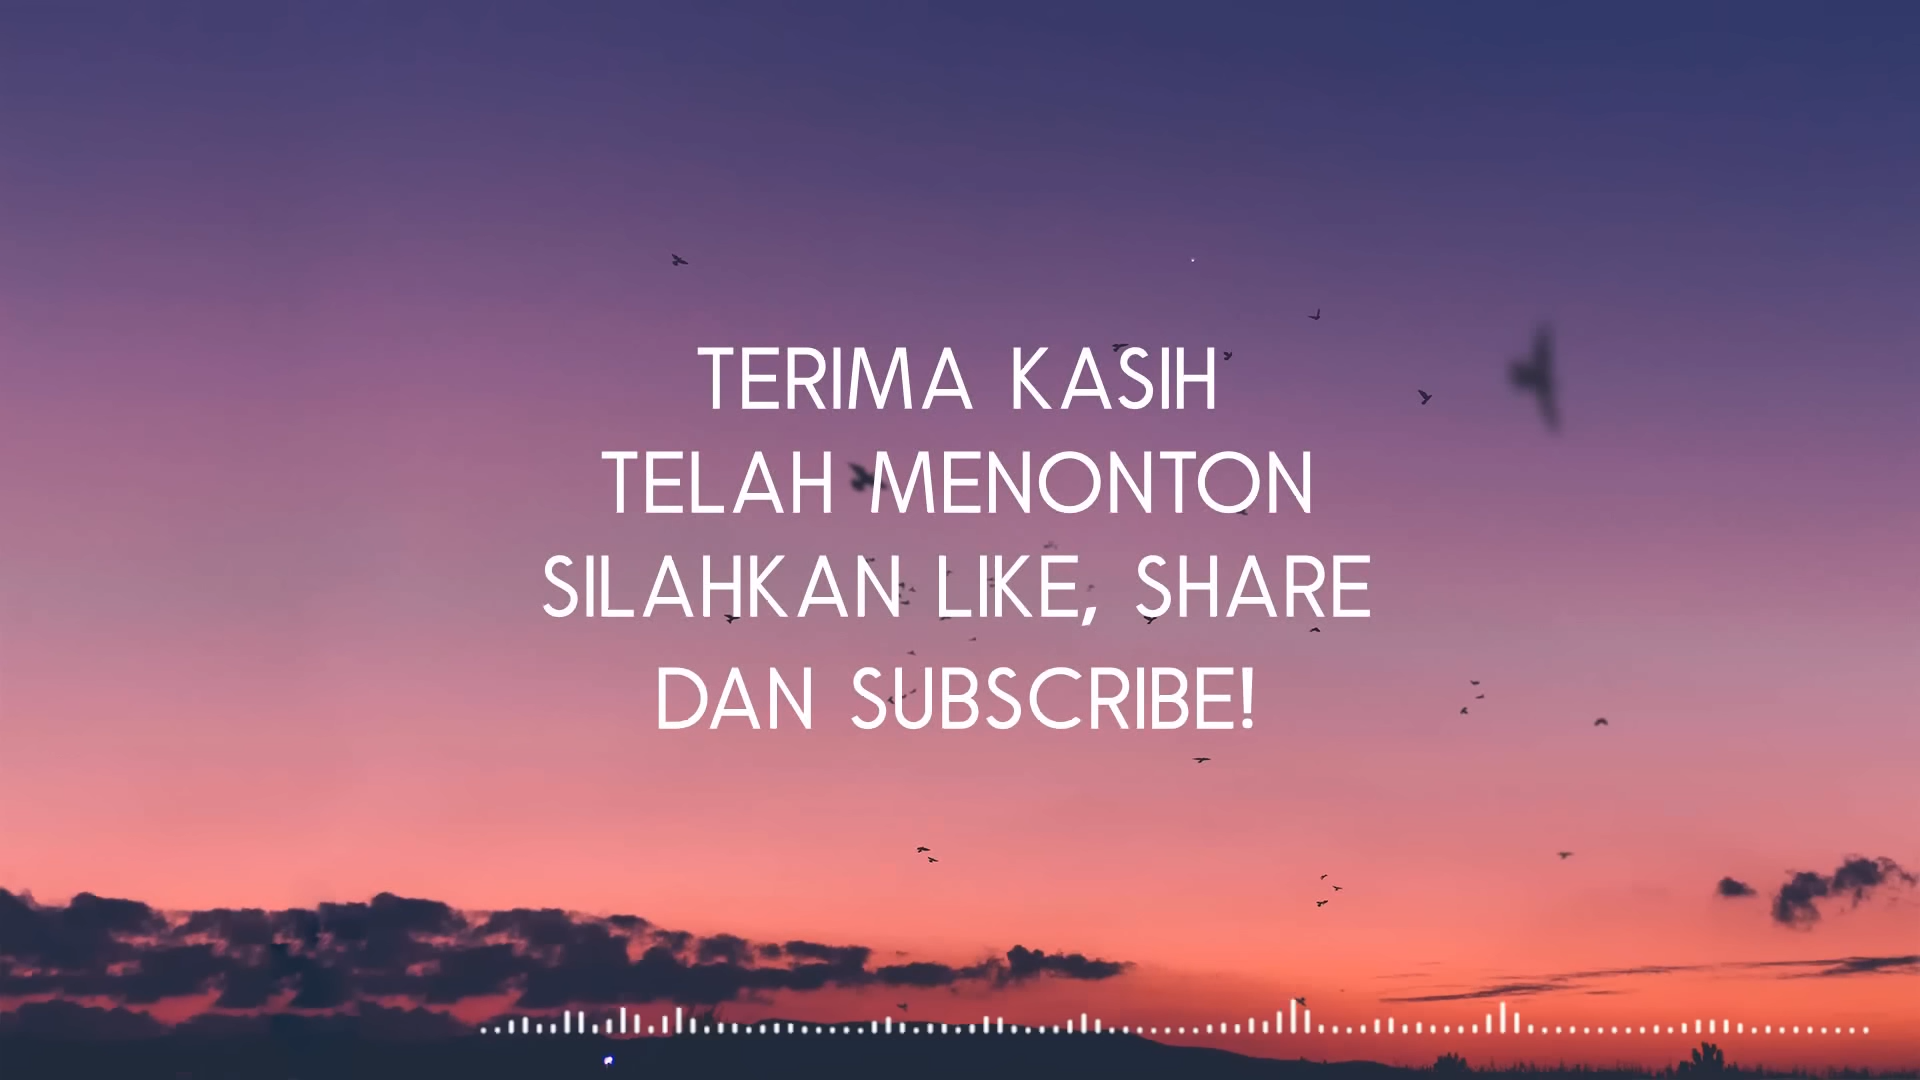 TERIMA KASIH
TELAH MENONTON
SILAHKAN LIKE, SHARE
DAN SUBSCRIBE!